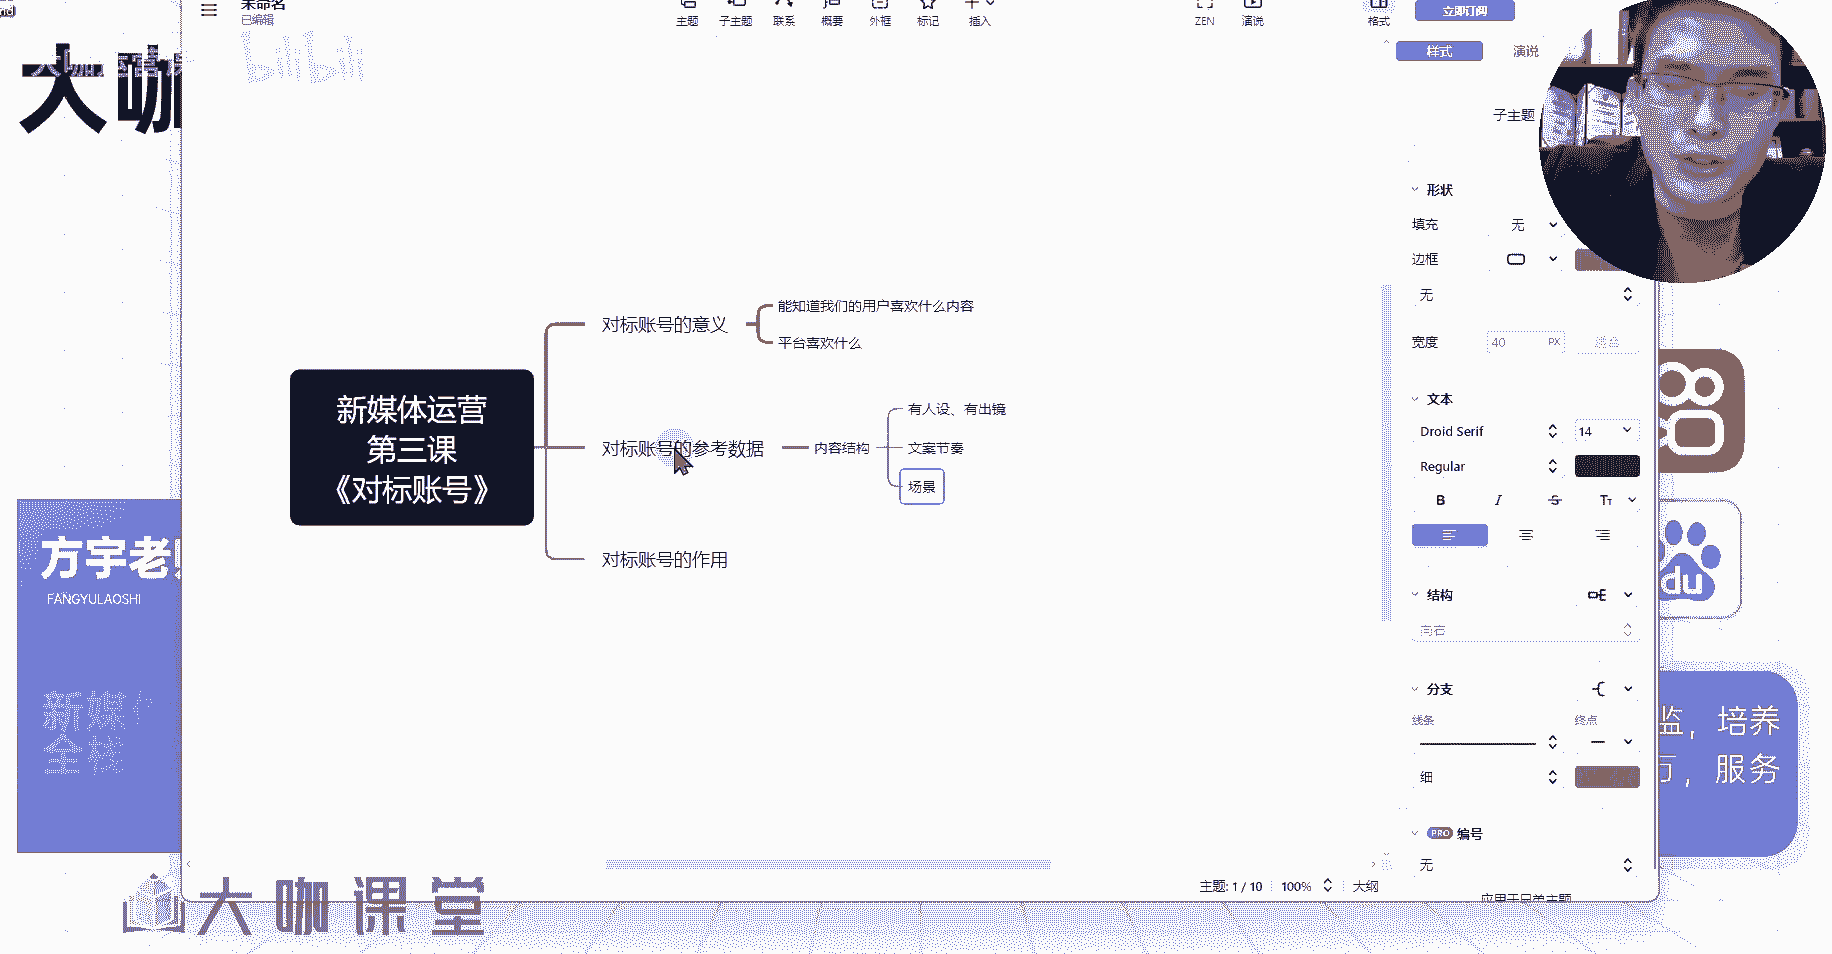 未命名
已编辑
主题
子主题
联系
概要
外框
标记
插入
ZEN
演说
格式
立即订阅
bilibili
大咖
样式
演说
子主题
形状
填充
无
边框
无
宽度
40
PX
文本
Droid Serif
14
Regular
B
I
S
TT
结构
向右
分支
线条
终点
细
PRO
编号
无
新媒体运营
第三课
《对标账号》
对标账号的意义
能知道我们的用户喜欢什么内容
平台喜欢什么
对标账号的参考数据
内容结构
有人设、有出镜
文案节奏
场景
对标账号的作用
方宇老
FANGYULAOSHI
新媒
全栈
du
监，培养
万，服务
主题: 1 / 10
100%
大纲
大咖课堂